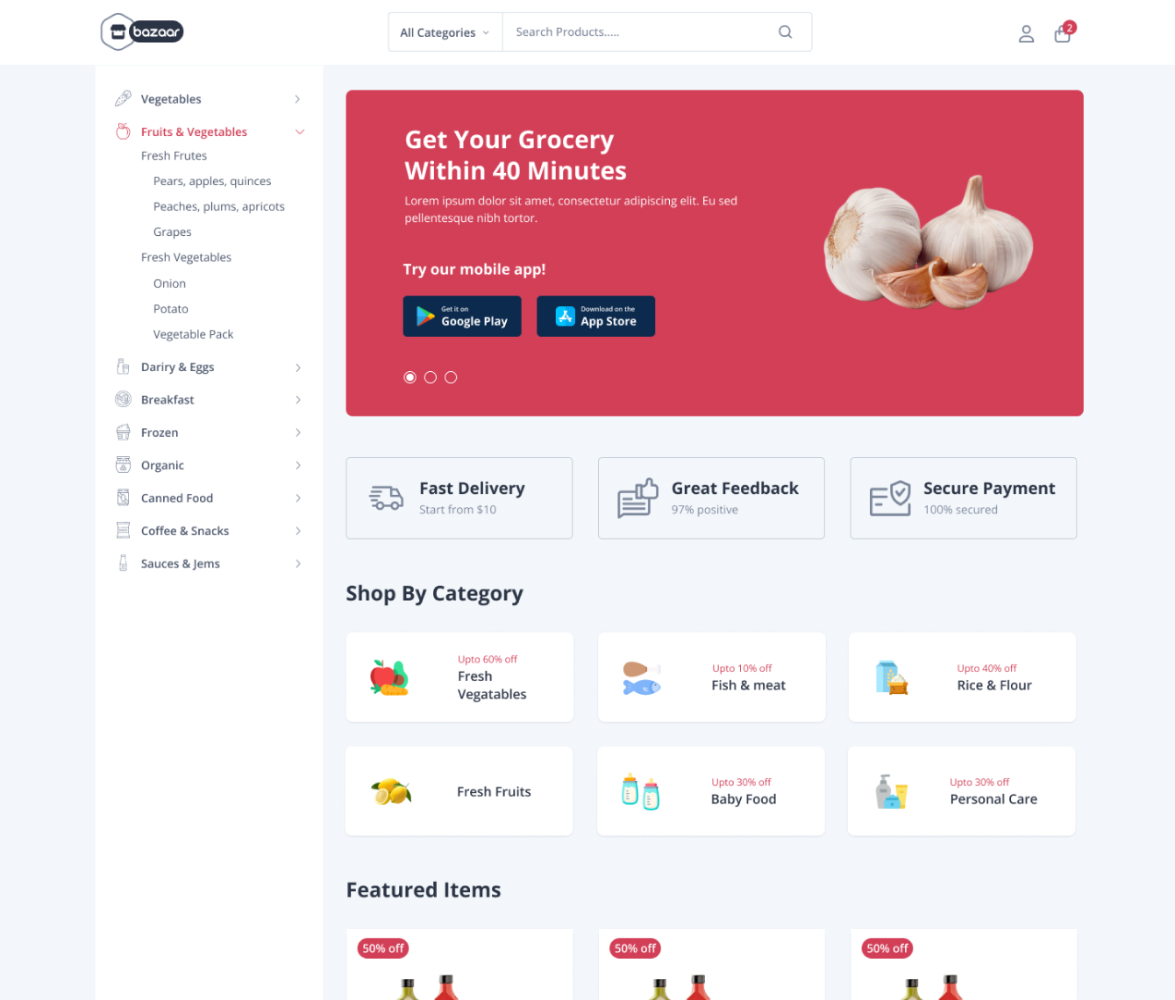 bazaar
All Categories
Search Products.....
2
Vegetables
Fruits & Vegetables
Fresh Frutes
Pears, apples, quinces
Peaches, plums, apricots
Grapes
Fresh Vegetables
Onion
Potato
Vegetable Pack
Dariry & Eggs
Breakfast
Frozen
Organic
Canned Food
Coffee & Snacks
Sauces & Jems
Get Your Grocery
Within 40 Minutes
Lorem ipsum dolor sit amet, consectetur adipiscing elit. Eu sed
pellentesque nibh tortor.
Try our mobile app!
Get it on
Google Play
Download on the
App Store
Fast Delivery
Start from $10
Great Feedback
97% positive
Secure Payment
100% secured
Shop By Category
Upto 60% off
Fresh
Vegatables
Upto 10% off
Fish & meat
Upto 40% off
Rice & Flour
Fresh Fruits
Upto 30% off
Baby Food
Upto 30% off
Personal Care
Featured Items
50% off
50% off
50% off